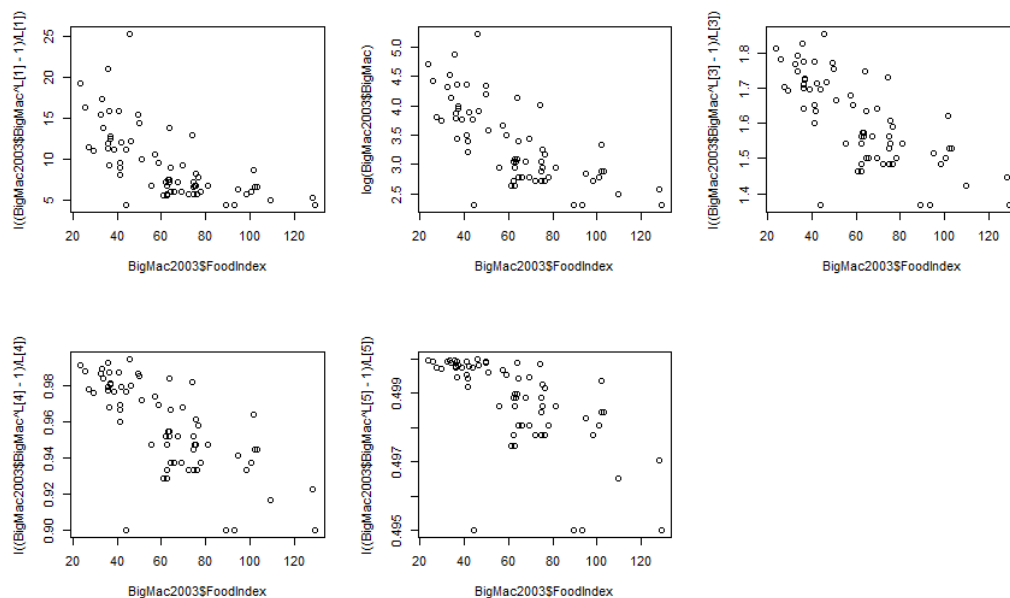 I((BigMac2003$BigMac^L[1] - 1)/L[1])
25
20
15
10
5
20 40 60 80 100 120
BigMac2003$FoodIndex
log(BigMac2003$BigMac)
5.0
4.5
4.0
3.5
3.0
2.5
20 40 60 80 100 120
BigMac2003$FoodIndex
I((BigMac2003$BigMac^L[3] - 1)/L[3])
1.8
1.7
1.6
1.5
1.4
20 40 60 80 100 120
BigMac2003$FoodIndex
I((BigMac2003$BigMac^L[4] - 1)/L[4])
0.98
0.96
0.94
0.92
0.90
20 40 60 80 100 120
BigMac2003$FoodIndex
I((BigMac2003$BigMac^L[5] - 1)/L[5])
0.499
0.497
0.495
20 40 60 80 100 120
BigMac2003$FoodIndex